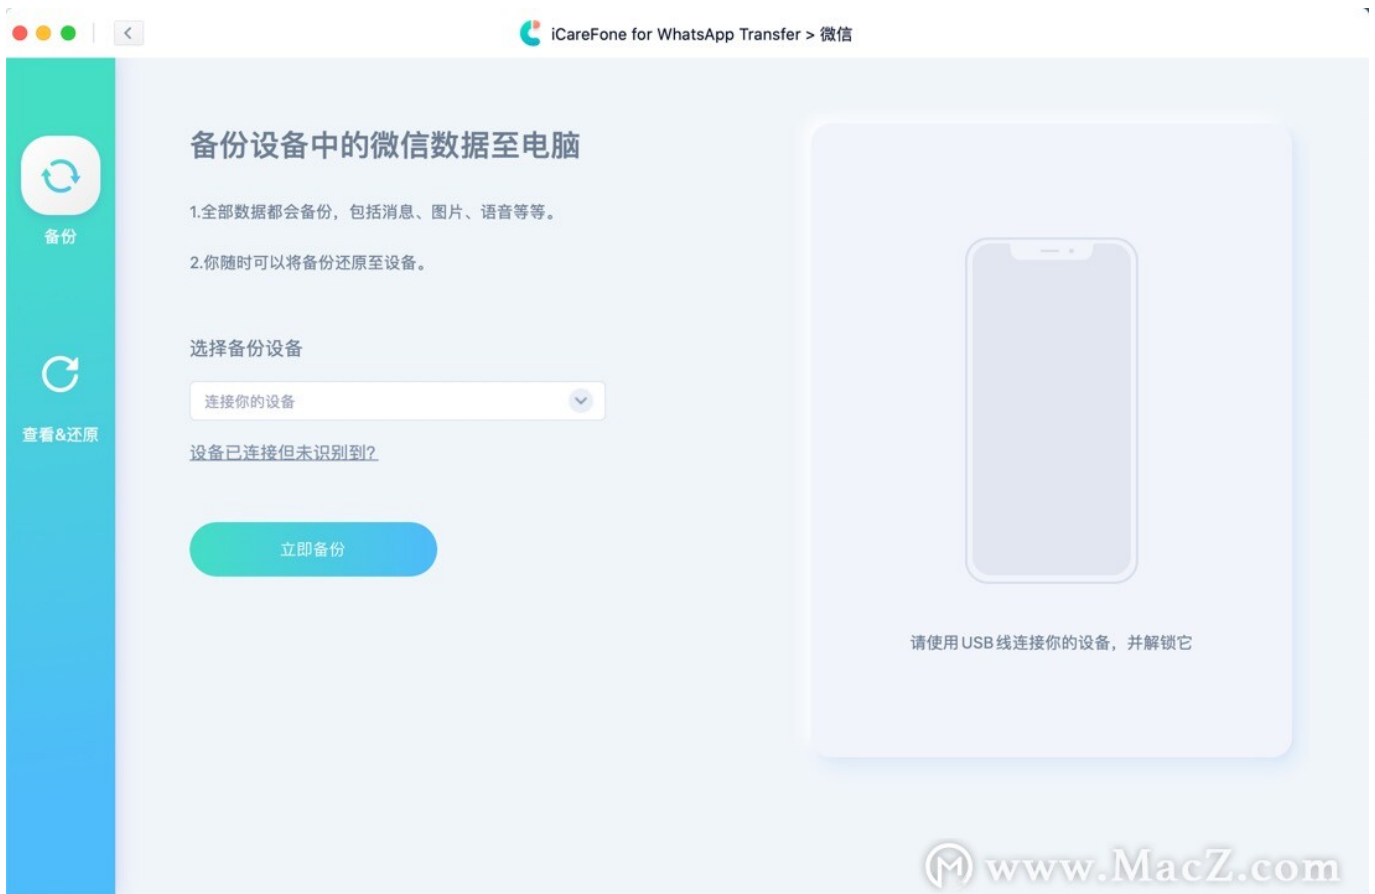 iCareFone for WhatsApp Transfer > 微信
备份设备中的微信数据至电脑
1.全部数据都会备份，包括消息、图片、语音等等。
2.你随时可以将备份还原至设备。
备份
选择备份设备
连接你的设备
查看&还原
设备已连接但未识别到?
立即备份
请使用USB线连接你的设备，并解锁它
www.MacZ.com